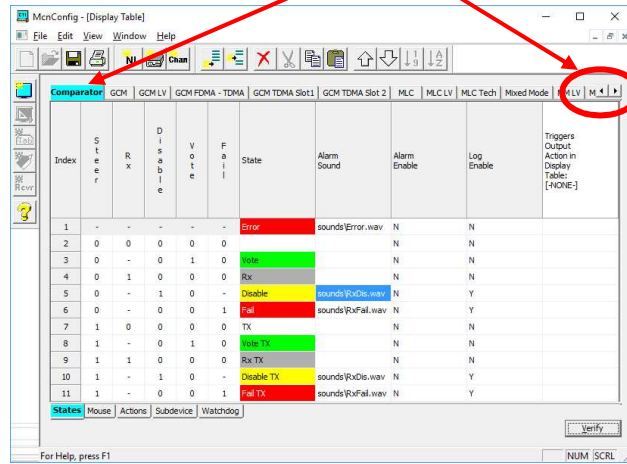 McnConfig - [Display Table]
File Edit View Window Help
NI Chan
Comparator GCM GCM LV GCM FDMA - TDMA GCM TDMA Slot1 GCM TDMA Slot 2 MLC MLC LV MLC Tech Mixed Mode
Index Steer Rx Disable Vote Fail State Alarm Sound Alarm Enable Log Enable Triggers Output Action in Display Table: [-NONE-]
1 - - - - - Error sounds\Error.wav N N
2 0 0 0 0 0 N N
3 0 - 0 1 0 Vote N N
4 0 1 0 0 0 Rx N N
5 0 - 1 0 - Disable sounds\RxDis.wav N Y
6 0 - 0 0 1 Fail sounds\RxFail.wav N Y
7 1 0 0 0 0 TX N N
8 1 - 0 1 0 Vote TX N N
9 1 1 0 0 0 Rx TX N N
10 1 - 1 0 - Disable TX sounds\RxDis.wav N Y
11 1 - 0 0 1 Fail TX sounds\RxFail.wav N Y
States Mouse Actions Subdevice Watchdog
Verify
For Help, press F1 NUM SCRL